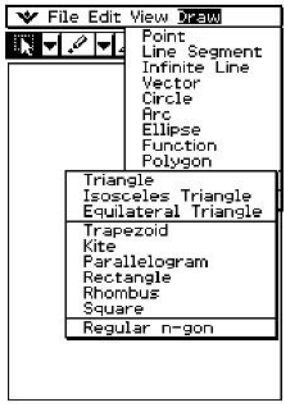 File Edit View Draw
Point
Line Segment
Infinite Line
Vector
Circle
Arc
Ellipse
Function
Polygon
Triangle
Isosceles Triangle
Equilateral Triangle
Trapezoid
Kite
Parallelogram
Rectangle
Rhombus
Square
Regular n-gon